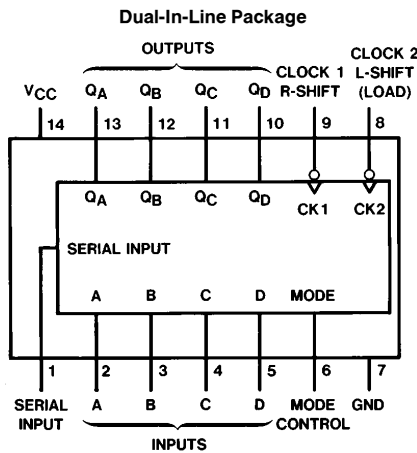 Dual-In-Line Package
OUTPUTS
CLOCK 2
CLOCK 1 L-SHIFT
VCC QA QB QC QD R-SHIFT (LOAD)
14 13 12 11 10 9 8
QA QB QC QD CK1 CK2
SERIAL INPUT
A B C D MODE
1 2 3 4 5 6 7
SERIAL INPUT A B C D MODE CONTROL GND
INPUTS